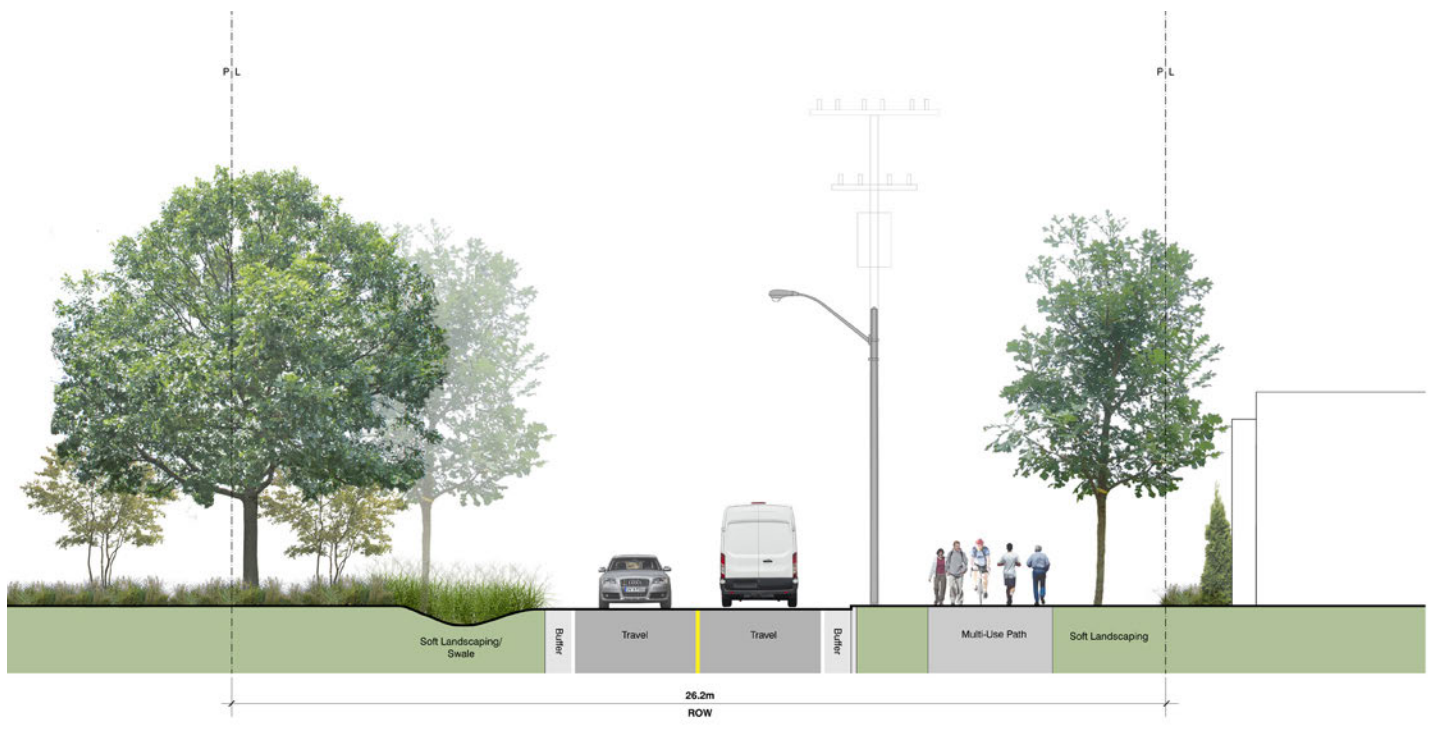 P L
P L
Soft Landscaping/
Swale
Buffer
Travel
Travel
Buffer
Multi-Use Path
Soft Landscaping
26.2m
ROW